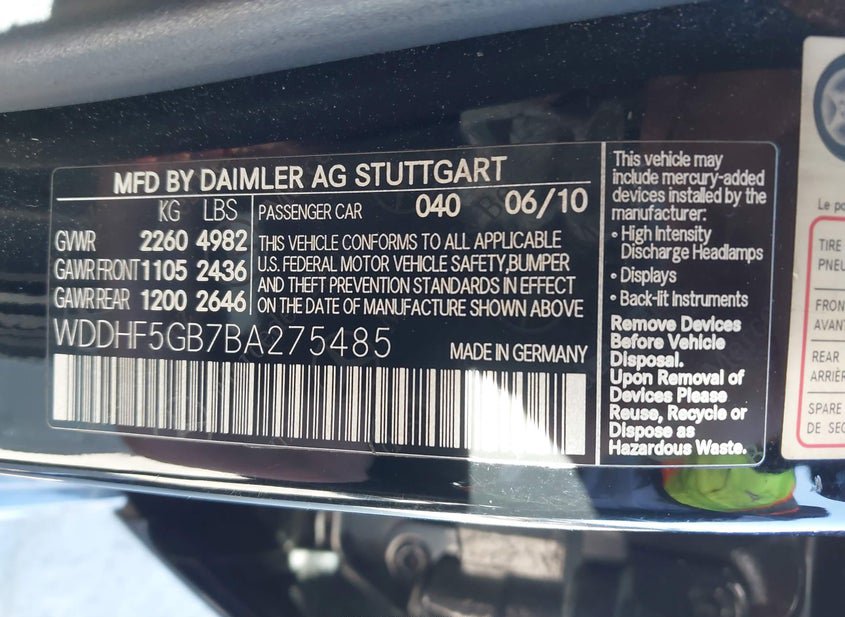 MFD BY DAIMLER AG STUTTGART
KG LBS
GVWR 2260 4982
GAWR FRONT 1105 2436
GAWR REAR 1200 2646
PASSENGER CAR 040 06/10
THIS VEHICLE CONFORMS TO ALL APPLICABLE
U.S. FEDERAL MOTOR VEHICLE SAFETY,BUMPER
AND THEFT PREVENTION STANDARDS IN EFFECT
ON THE DATE OF MANUFACTURE SHOWN ABOVE
WDDHF5GB7BA275485
MADE IN GERMANY
This vehicle may
include mercury-added
devices installed by the
manufacturer:
• High Intensity
Discharge Headlamps
• Displays
• Back-lit Instruments
Remove Devices
Before Vehicle
Disposal.
Upon Removal of
Devices Please
Reuse, Recycle or
Dispose as
Hazardous Waste.
Le po
TIRE
PNEU
FRON
AVANT
REAR
ARRIÈR
SPARE
DE SEC